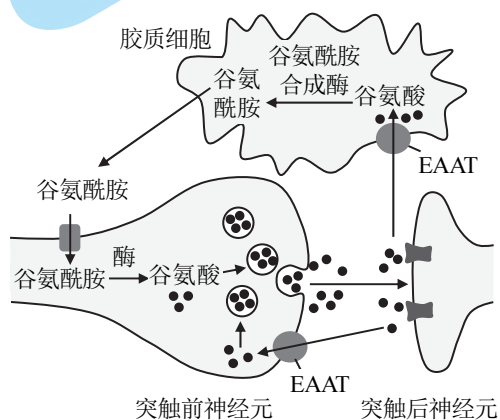 胶质细胞
谷氨酰胺
合成酶
谷氨
酰胺
谷氨酸
EAAT
谷氨酰胺
谷氨酰胺
酶
谷氨酸
EAAT
突触前神经元
突触后神经元